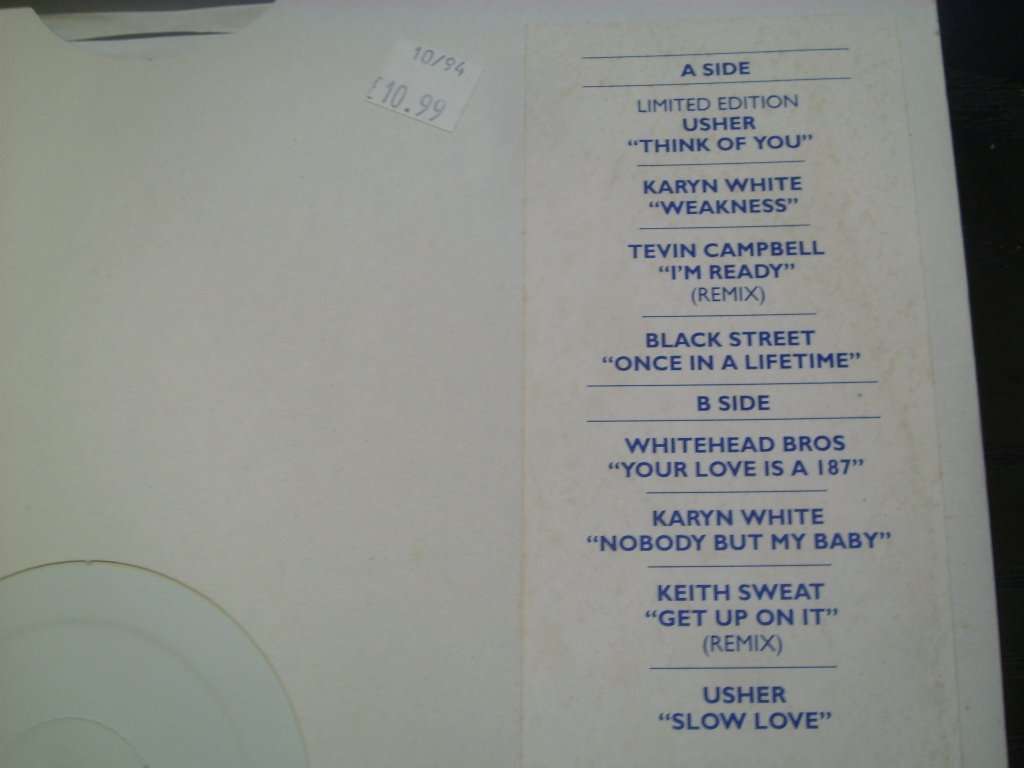 10/94
£10.99
A SIDE
LIMITED EDITION
USHER
“THINK OF YOU”
KARYN WHITE
“WEAKNESS”
TEVIN CAMPBELL
“I’M READY”
(REMIX)
BLACK STREET
“ONCE IN A LIFETIME”
B SIDE
WHITEHEAD BROS
“YOUR LOVE IS A 187”
KARYN WHITE
“NOBODY BUT MY BABY”
KEITH SWEAT
“GET UP ON IT”
(REMIX)
USHER
“SLOW LOVE”